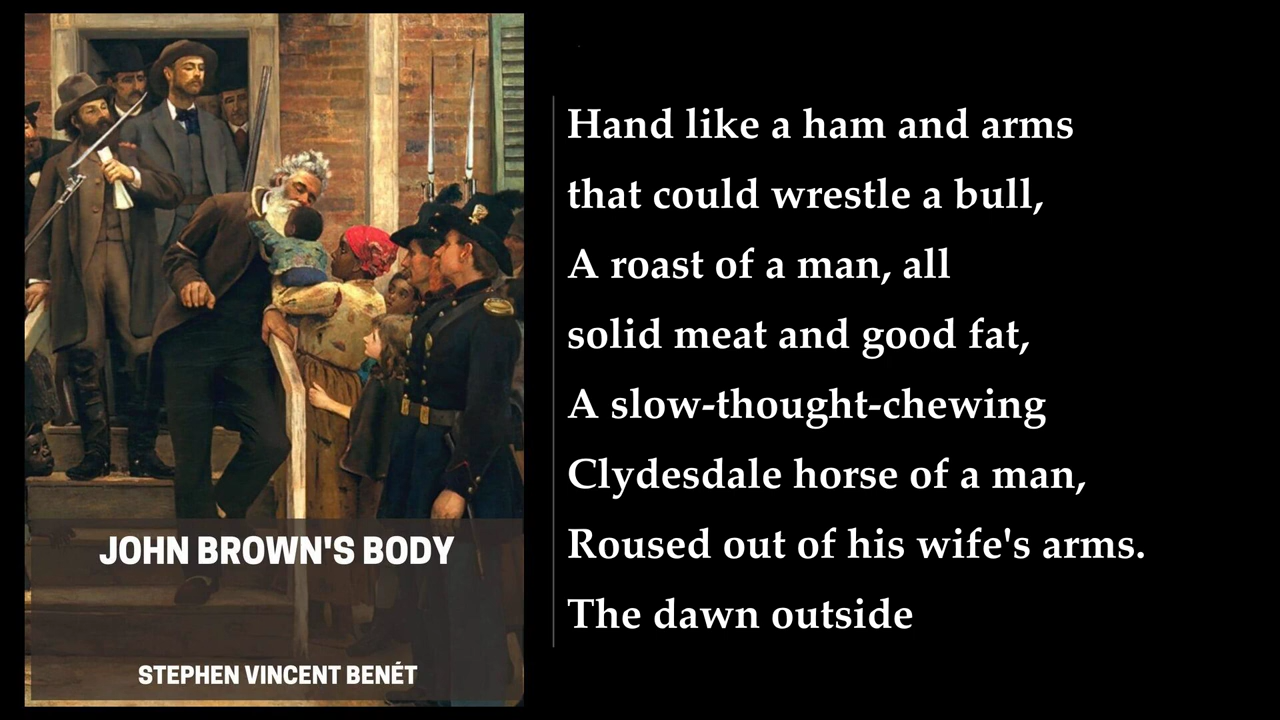 JOHN BROWN'S BODY
STEPHEN VINCENT BENÉT
Hand like a ham and arms
that could wrestle a bull,
A roast of a man, all
solid meat and good fat,
A slow-thought-chewing
Clydesdale horse of a man,
Roused out of his wife's arms.
The dawn outside